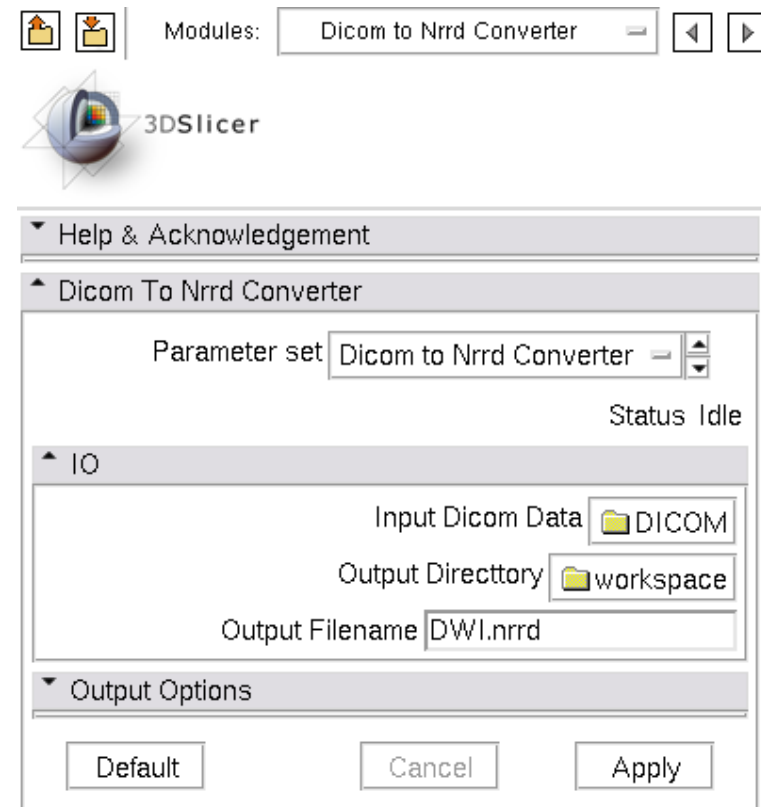 Modules: Dicom to Nrrd Converter
3DSlicer
Help & Acknowledgement
Dicom To Nrrd Converter
Parameter set Dicom to Nrrd Converter
Status Idle
IO
Input Dicom Data DICOM
Output Directtory workspace
Output Filename DWI.nrrd
Output Options
Default Cancel Apply